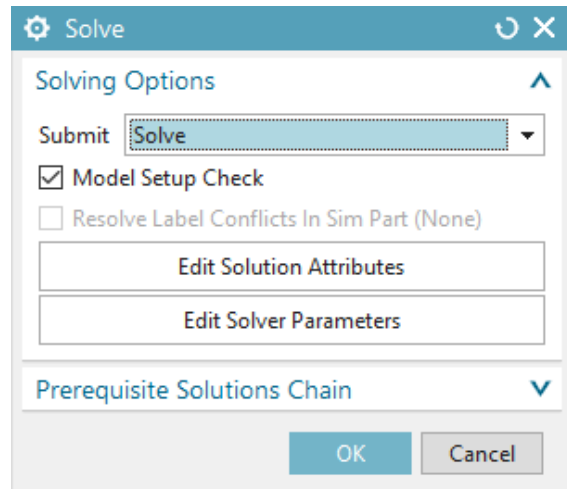 Solve
Solving Options
Submit Solve
Model Setup Check
Resolve Label Conflicts In Sim Part (None)
Edit Solution Attributes
Edit Solver Parameters
Prerequisite Solutions Chain
OK Cancel